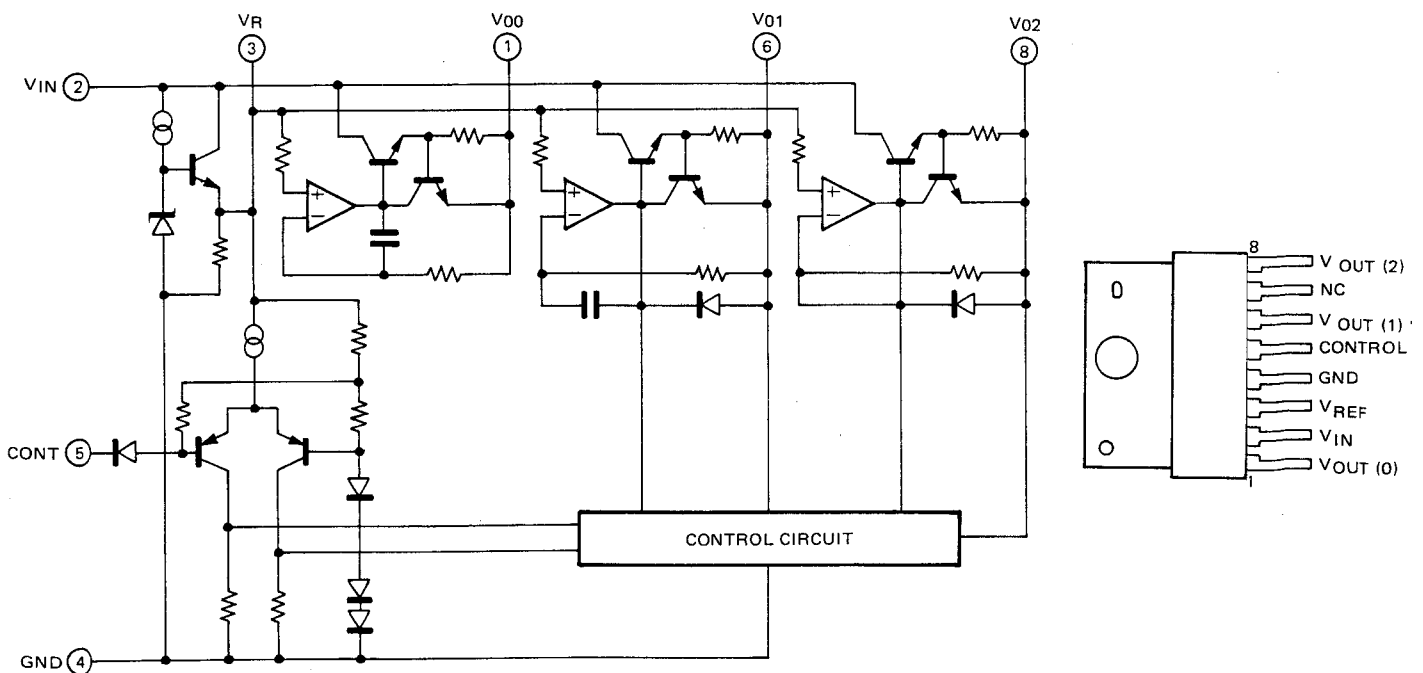 VR
V00
V01
V02
3
1
6
8
VIN 2
+
−
+
−
+
−
CONT 5
CONTROL CIRCUIT
GND 4
8
V OUT (2)
NC
V OUT (1)
CONTROL
GND
VREF
VIN
VOUT (0)
1
0